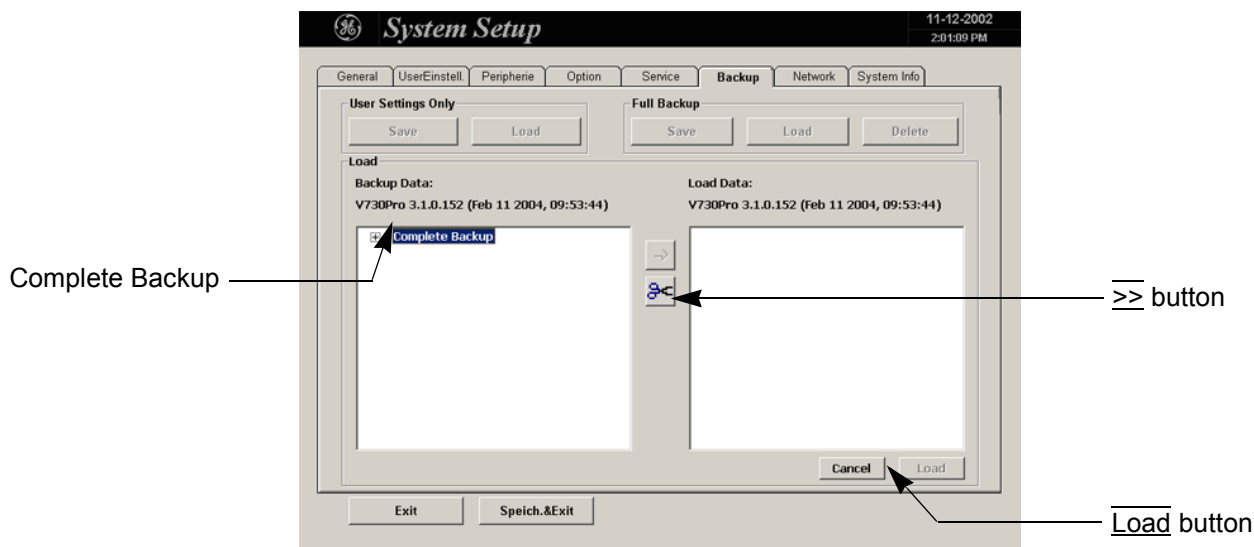 System Setup
11-12-2002
2:01:09 PM
General UserEinstell. Peripherie Option Service Backup Network System Info
User Settings Only
Save Load
Full Backup
Save Load Delete
Load
Backup Data:
V730Pro 3.1.0.152 (Feb 11 2004, 09:53:44)
Load Data:
V730Pro 3.1.0.152 (Feb 11 2004, 09:53:44)
Complete Backup
Complete Backup
>> button
Cancel Load
Load button
Exit Speich.&Exit